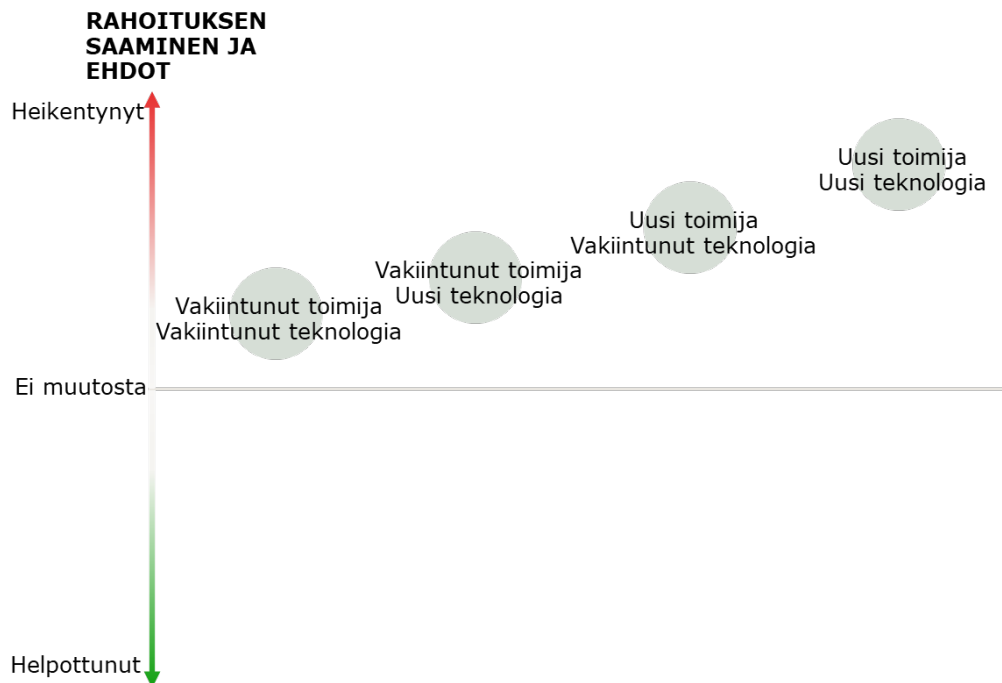 RAHOITUKSEN
SAAMINEN JA
EHDOT
Heikentynyt
Uusi toimija
Uusi teknologia
Uusi toimija
Vakiintunut teknologia
Vakiintunut toimija
Uusi teknologia
Vakiintunut toimija
Vakiintunut teknologia
Ei muutosta
Helpottunut